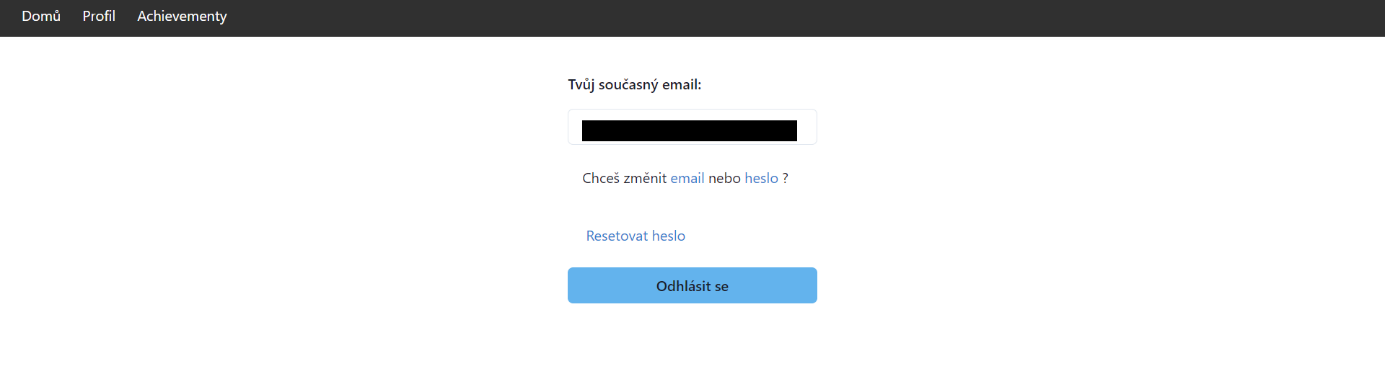 Domů Profil Achievementy
Tvůj současný email:
Chceš změnit email nebo heslo ?
Resetovat heslo
Odhlásit se